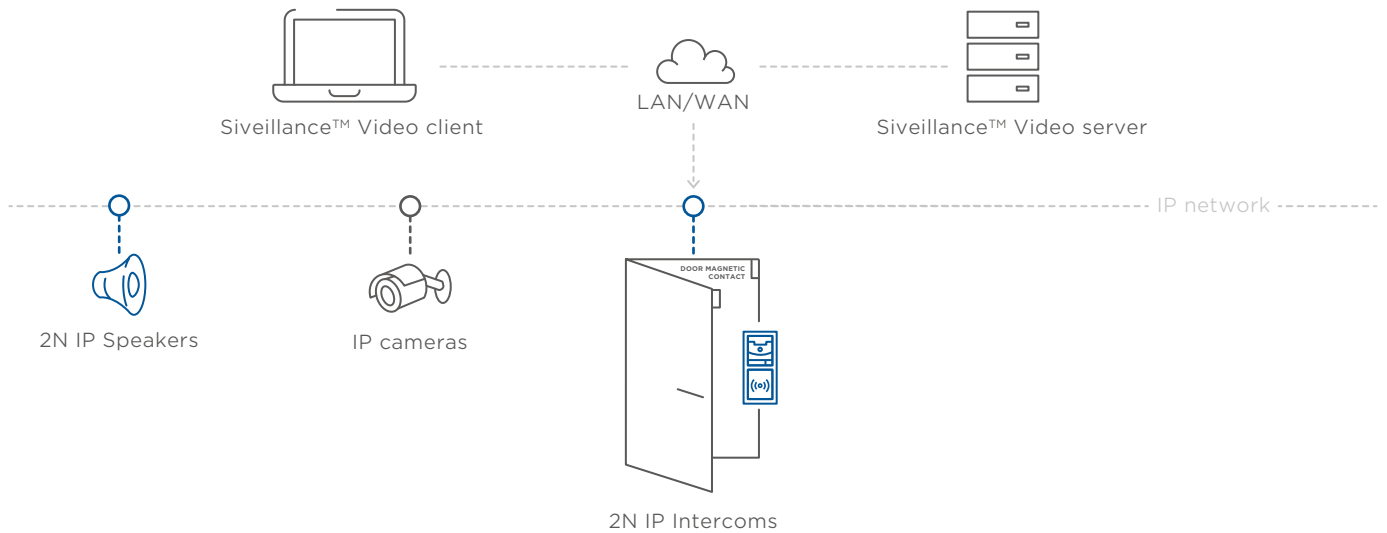 LAN/WAN
Siveillance™ Video client
Siveillance™ Video server
IP network
DOOR MAGNETIC
CONTACT
2N IP Speakers
IP cameras
2N IP Intercoms